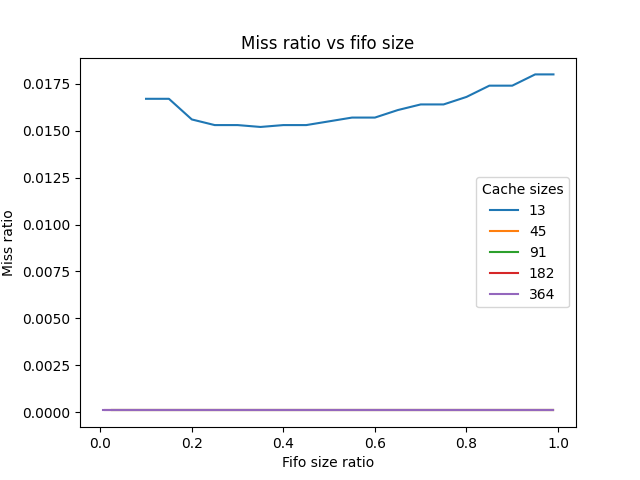 Miss ratio vs fifo size
Miss ratio
0.0175
0.0150
0.0125
0.0100
0.0075
0.0050
0.0025
0.0000
Cache sizes
13
45
91
182
364
0.0 0.2 0.4 0.6 0.8 1.0
Fifo size ratio